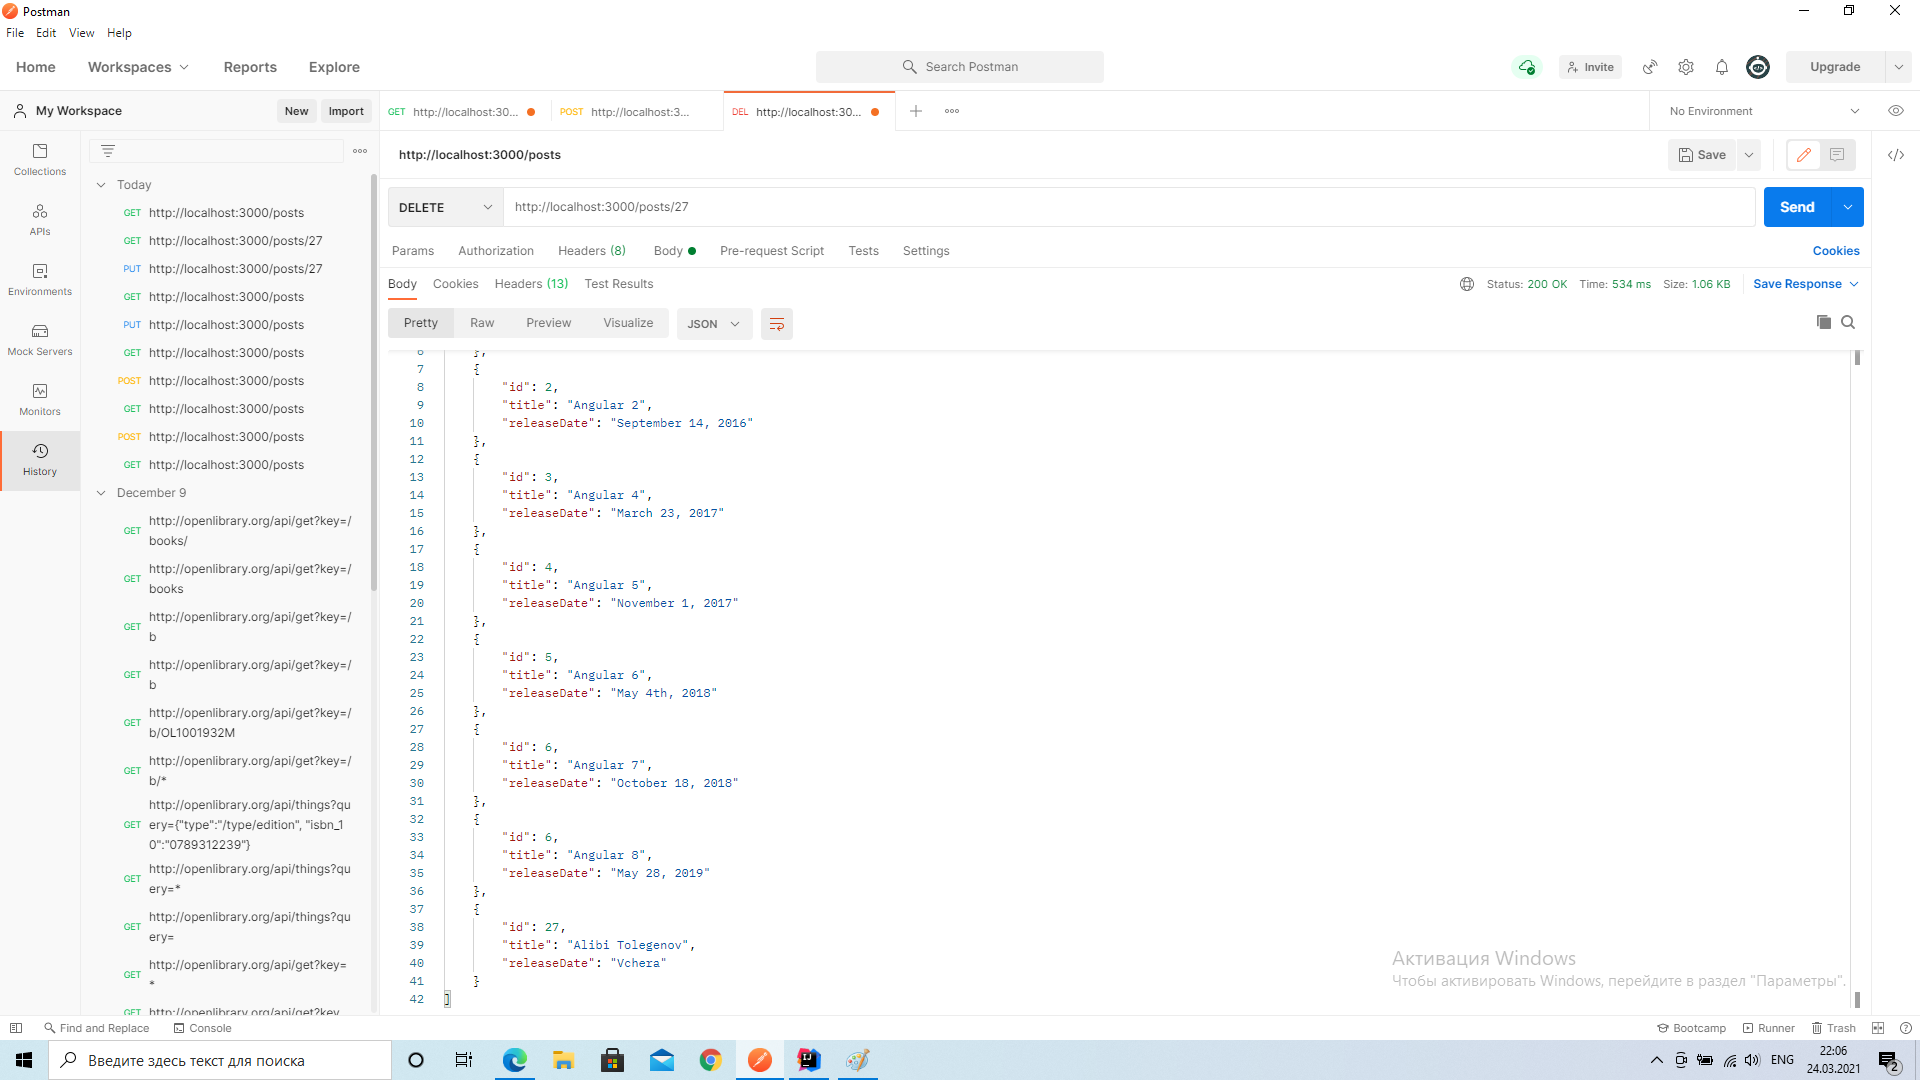 Postman
File Edit View Help
Home Workspaces Reports Explore Search Postman Invite Upgrade
My Workspace New Import GET http://localhost:30... POST http://localhost:3... DEL http://localhost:30... No Environment
http://localhost:3000/posts Save
DELETE http://localhost:3000/posts/27 Send
Params Authorization Headers (8) Body Pre-request Script Tests Settings Cookies
Body Cookies Headers (13) Test Results Status: 200 OK Time: 534 ms Size: 1.06 KB Save Response
Pretty Raw Preview Visualize JSON
Collections
APIs
Environments
Mock Servers
Monitors
History
Today
GET http://localhost:3000/posts
GET http://localhost:3000/posts/27
PUT http://localhost:3000/posts/27
GET http://localhost:3000/posts
PUT http://localhost:3000/posts
GET http://localhost:3000/posts
POST http://localhost:3000/posts
GET http://localhost:3000/posts
POST http://localhost:3000/posts
GET http://localhost:3000/posts
December 9
GET http://openlibrary.org/api/get?key=/
books/
GET http://openlibrary.org/api/get?key=/
books
GET http://openlibrary.org/api/get?key=/
b
GET http://openlibrary.org/api/get?key=/
b
GET http://openlibrary.org/api/get?key=/
b/OL1001932M
GET http://openlibrary.org/api/get?key=/
b/*
GET http://openlibrary.org/api/things?qu
ery={"type":"/type/edition", "isbn_1
0":"0789312239"}
GET http://openlibrary.org/api/things?qu
ery=*
GET http://openlibrary.org/api/things?qu
ery=
GET http://openlibrary.org/api/get?key=
*
GET http://openlibrary.org/api/get?key
6 },
7 {
8 "id": 2,
9 "title": "Angular 2",
10 "releaseDate": "September 14, 2016"
11 },
12 {
13 "id": 3,
14 "title": "Angular 4",
15 "releaseDate": "March 23, 2017"
16 },
17 {
18 "id": 4,
19 "title": "Angular 5",
20 "releaseDate": "November 1, 2017"
21 },
22 {
23 "id": 5,
24 "title": "Angular 6",
25 "releaseDate": "May 4th, 2018"
26 },
27 {
28 "id": 6,
29 "title": "Angular 7",
30 "releaseDate": "October 18, 2018"
31 },
32 {
33 "id": 6,
34 "title": "Angular 8",
35 "releaseDate": "May 28, 2019"
36 },
37 {
38 "id": 27,
39 "title": "Alibi Tolegenov",
40 "releaseDate": "Vchera"
41 }
42 ]
Активация Windows
Чтобы активировать Windows, перейдите в раздел "Параметры".
Find and Replace Console Bootcamp Runner Trash
Введите здесь текст для поиска ENG 22:06
24.03.2021 2